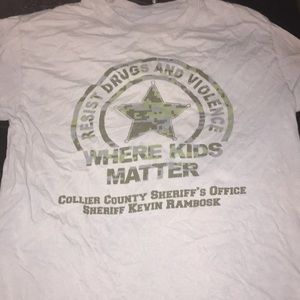 RESIST DRUGS AND VIOLENCE
WHERE KIDS
MATTER
COLLIER COUNTY SHERIFF'S OFFICE
SHERIFF KEVIN RAMBOSK